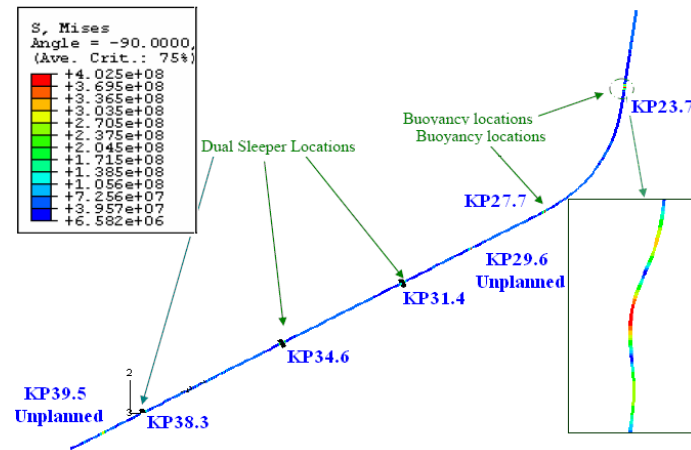 S, Mises
Angle = -90.0000,
(Ave. Crit.: 75%)
+4.025e+08
+3.695e+08
+3.365e+08
+3.035e+08
+2.705e+08
+2.375e+08
+2.045e+08
+1.715e+08
+1.385e+08
+1.056e+08
+7.256e+07
+3.957e+07
+6.582e+06
KP23.7
Buoyancy locations
Buoyancy locations
Dual Sleeper Locations
KP27.7
KP29.6
Unplanned
KP31.4
KP34.6
2
3
KP39.5
Unplanned
KP38.3